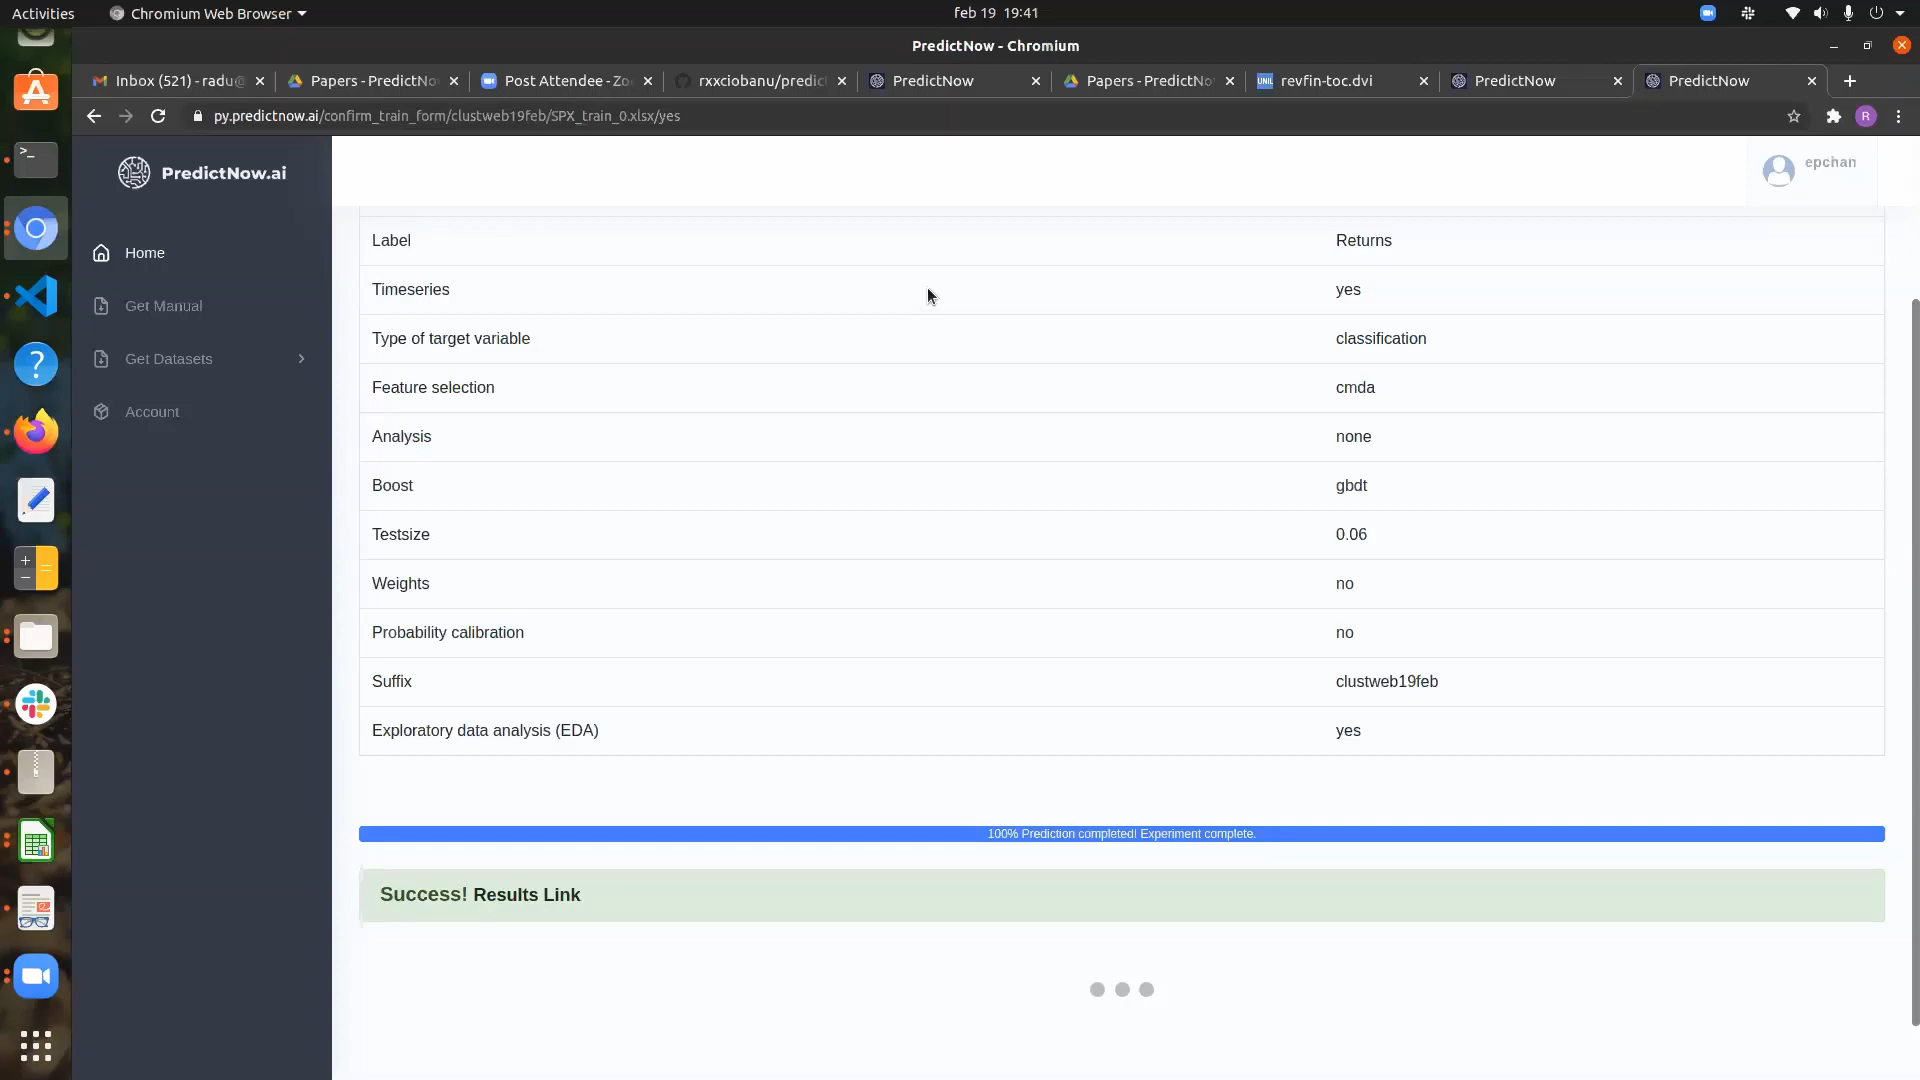 Activities
Chromium Web Browser
feb 19 19:41
PredictNow - Chromium
Inbox (521) - radu@
Papers - PredictNo
Post Attendee - Zo
rxxciobanu/predic
PredictNow
Papers - PredictNo
UNIL
revfin-toc.dvi
PredictNow
PredictNow
py.predictnow.ai/confirm_train_form/clustweb19feb/SPX_train_0.xlsx/yes
R
PredictNow.ai
epchan
Home
Get Manual
Get Datasets
Account
Label Returns
Timeseries yes
Type of target variable classification
Feature selection cmda
Analysis none
Boost gbdt
Testsize 0.06
Weights no
Probability calibration no
Suffix clustweb19feb
Exploratory data analysis (EDA) yes
100% Prediction completed! Experiment complete.
Success! Results Link